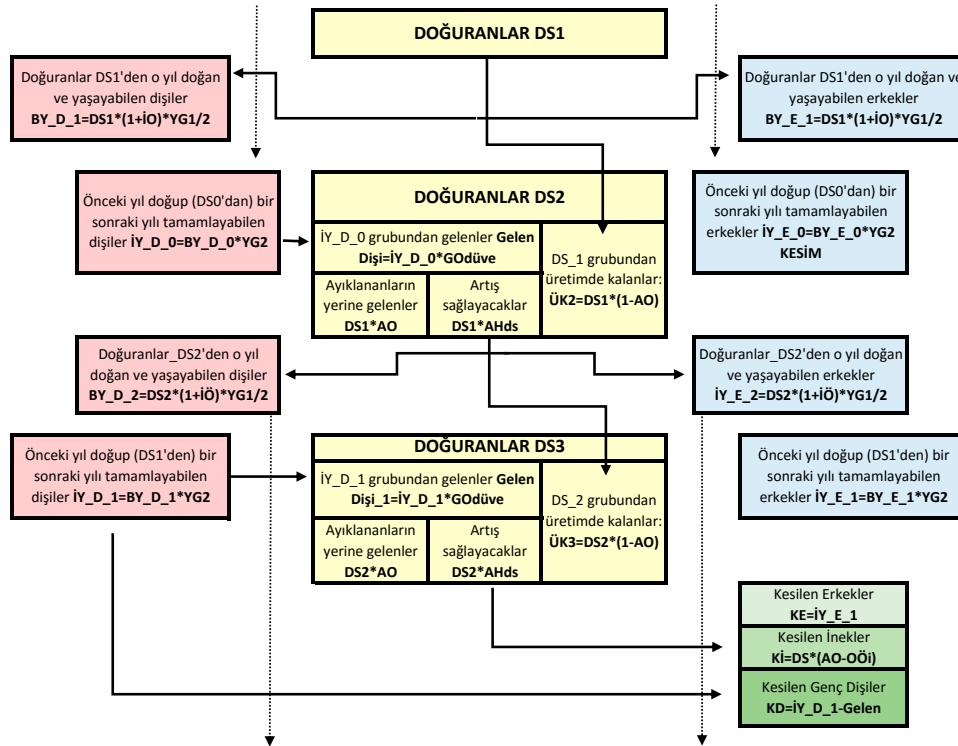 DOĞURANLAR DS1
Doğuranlar DS1'den o yıl doğan
ve yaşayabilen dişiler
BY_D_1=DS1*(1+İO)*YG1/2
Doğuranlar DS1'den o yıl doğan ve
yaşayabilen erkekler
BY_E_1=DS1*(1+İO)*YG1/2
Önceki yıl doğup (DS0'dan) bir
sonraki yılı tamamlayabilen
dişiler İY_D_0=BY_D_0*YG2
DOĞURANLAR DS2
İY_D_0 grubundan gelenler Gelen
Dişi=İY_D_0*GOdüve
Ayıklananların
yerine gelenler
DS1*AO
Artış
sağlayacaklar
DS1*AHds
DS_1 grubundan
üretimde kalanlar:
ÜK2=DS1*(1-AO)
Önceki yıl doğup (DS0'dan) bir
sonraki yılı tamamlayabilen
erkekler İY_E_0=BY_E_0*YG2
KESİM
Doğuranlar_DS2'den o yıl
doğan ve yaşayabilen dişiler
BY_D_2=DS2*(1+İÖ)*YG1/2
Doğuranlar_DS2'den o yıl doğan
ve yaşayabilen erkekler
İY_E_2=DS2*(1+İÖ)*YG1/2
Önceki yıl doğup (DS1'den) bir
sonraki yılı tamamlayabilen
dişiler İY_D_1=BY_D_1*YG2
DOĞURANLAR DS3
İY_D_1 grubundan gelenler Gelen
Dişi_1=İY_D_1*GOdüve
Ayıklananların
yerine gelenler
DS2*AO
Artış
sağlayacaklar
DS2*AHds
DS_2 grubundan
üretimde kalanlar:
ÜK3=DS2*(1-AO)
Önceki yıl doğup (DS1'den) bir
sonraki yılı tamamlayabilen
erkekler İY_E_1=BY_E_1*YG2
Kesilen Erkekler
KE=İY_E_1
Kesilen İnekler
Kİ=DS*(AO-OÖi)
Kesilen Genç Dişiler
KD=İY_D_1-Gelen